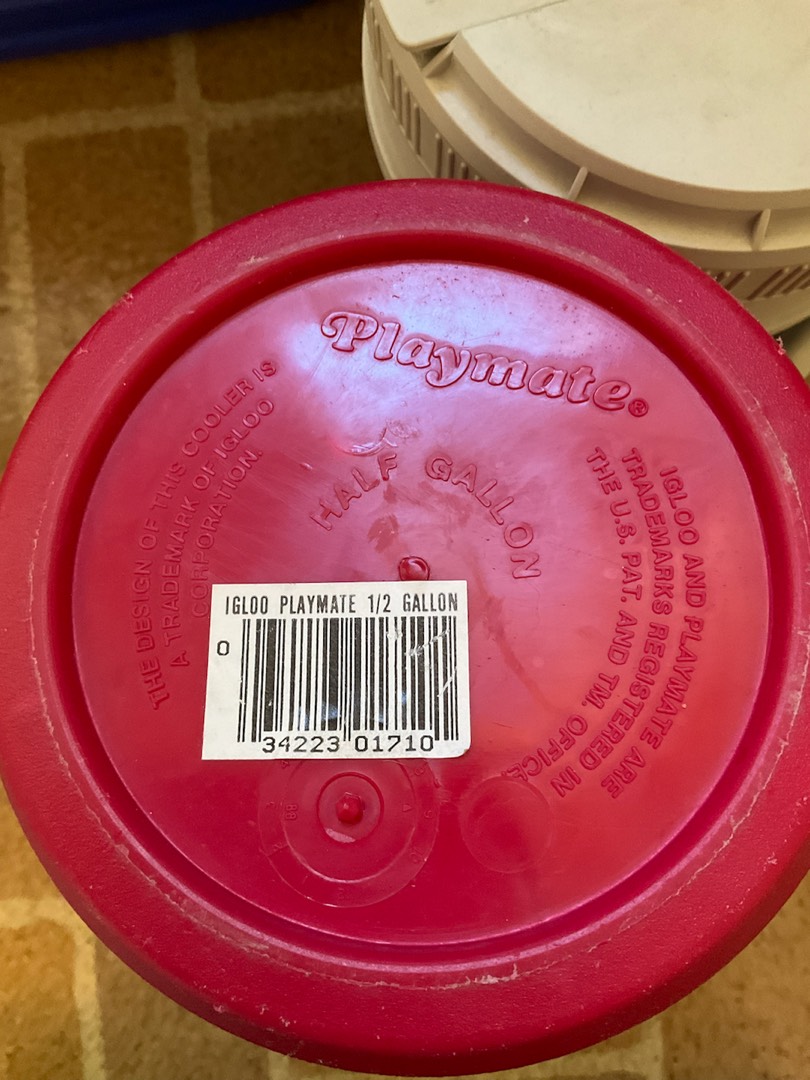 Playmate®
HALF GALLON
THE DESIGN OF THIS COOLER IS
A TRADEMARK OF IGLOO
CORPORATION.
IGLOO AND PLAYMATE ARE
TRADEMARKS REGISTERED IN
THE U.S. PAT. AND TM. OFFICE
IGLOO PLAYMATE 1/2 GALLON
0
34223 01710